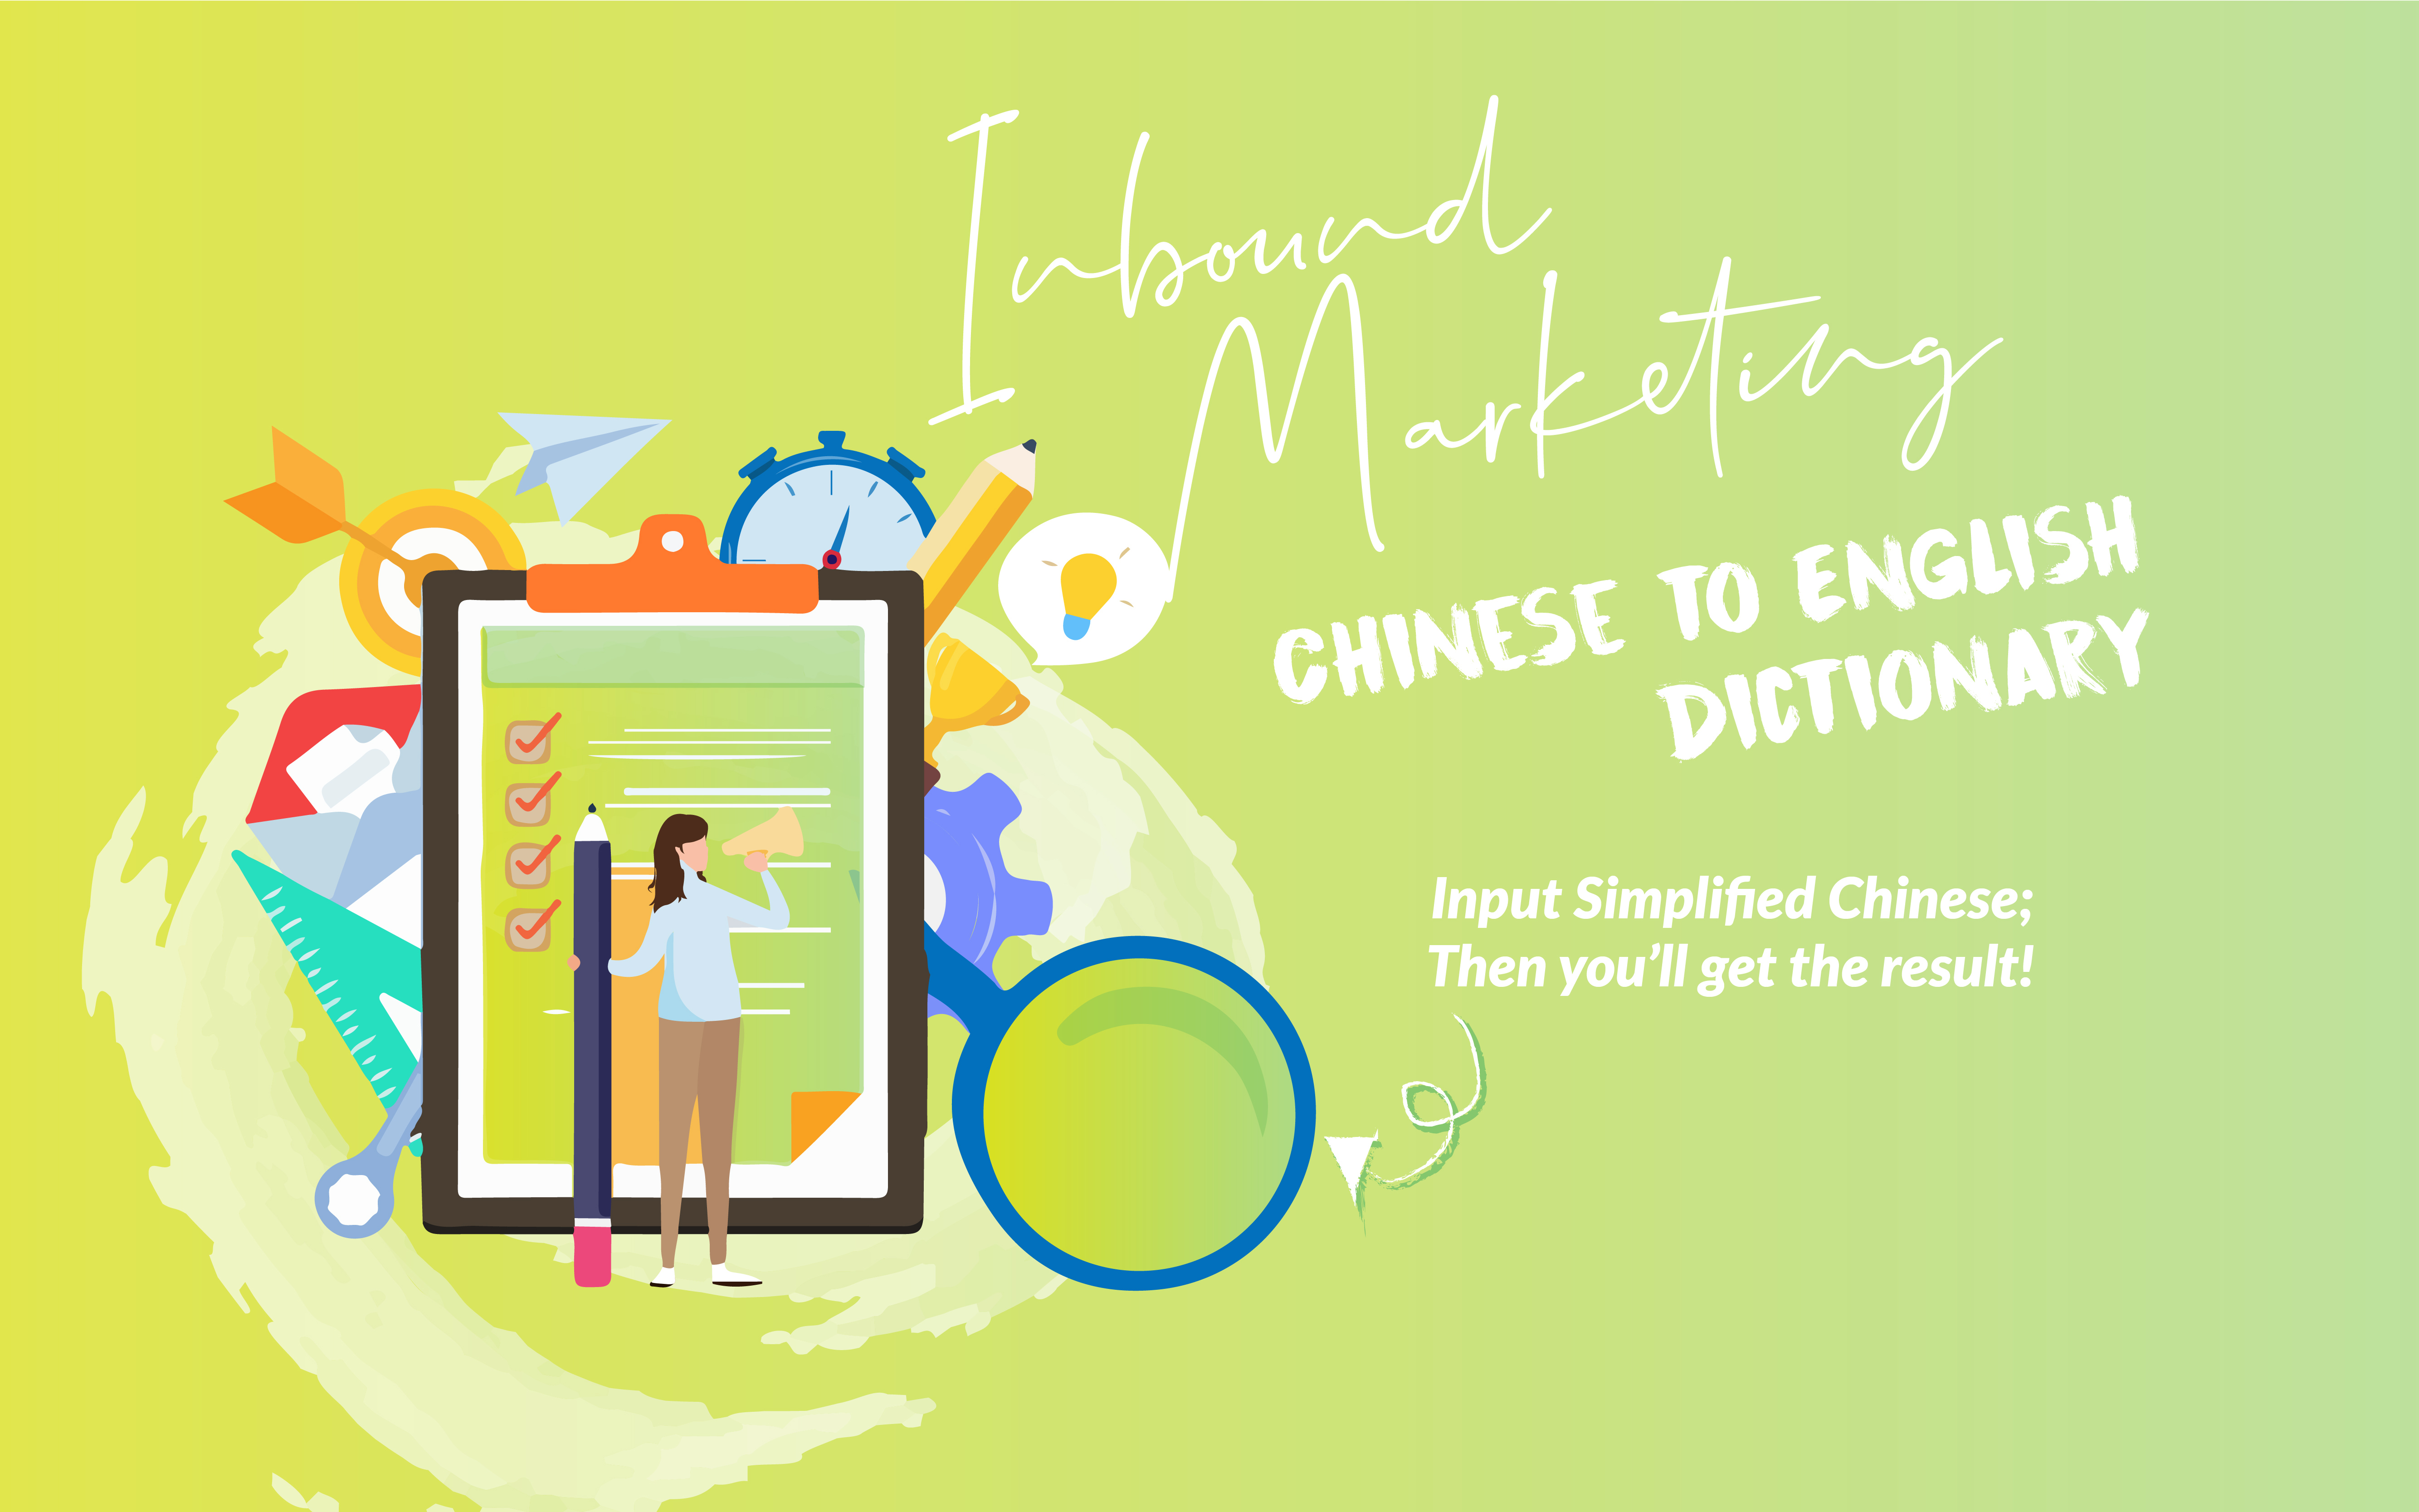 Inbound
Marketing
CHINESE TO ENGLISH
DICTIONARY
Input Simplified Chinese;
Then you'll get the result!